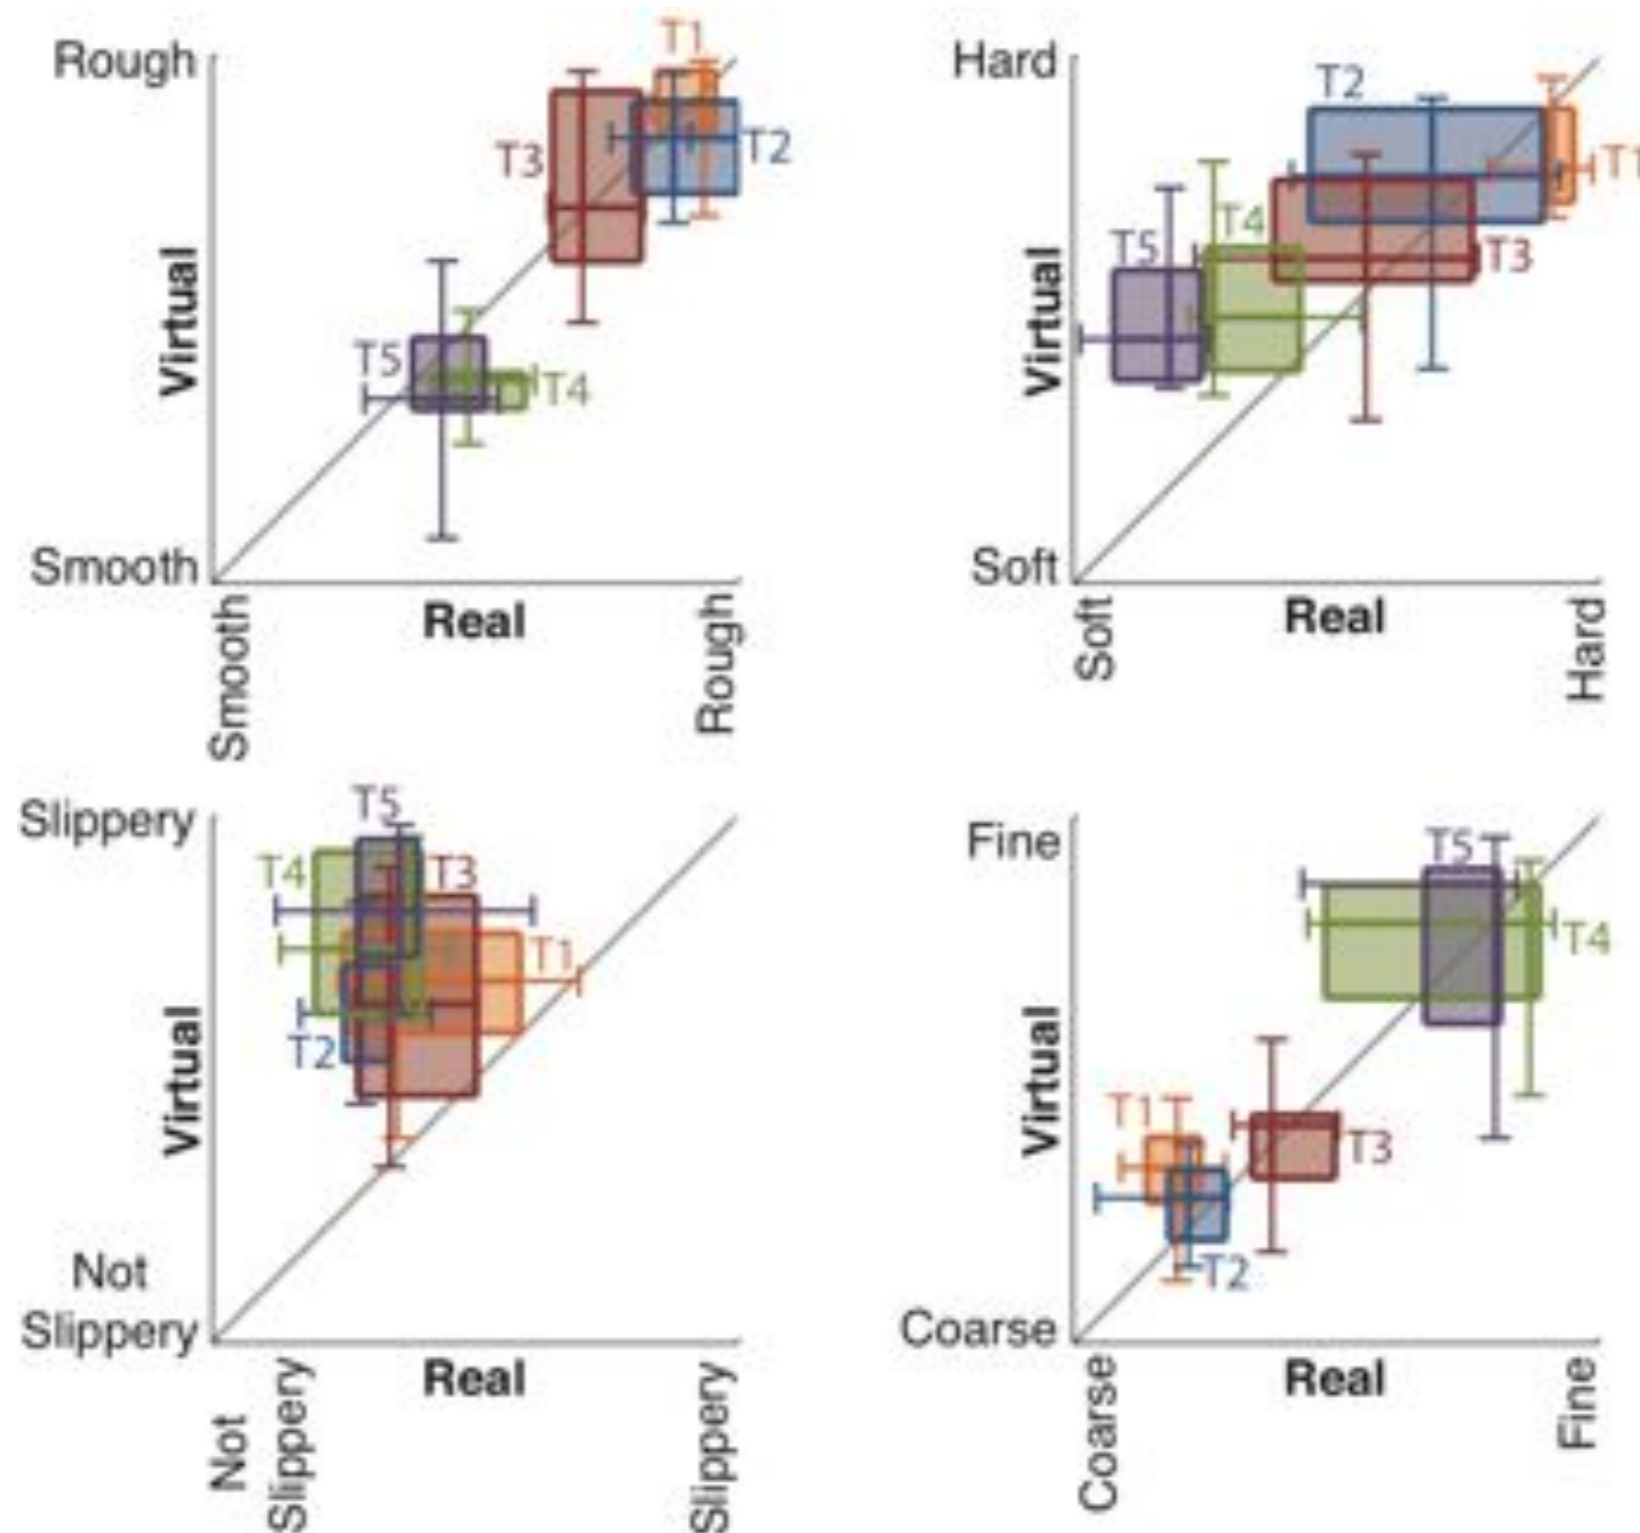 Rough
T1
T3
T2
Virtual
T5
T4
Smooth
Smooth
Real
Rough
Hard
T2
T1
T4
T5
T3
Virtual
Soft
Soft
Real
Hard
Slippery
T5
T4
T3
T1
T2
Virtual
Not
Slippery
Not
Slippery
Real
Slippery
Fine
T5
T4
Virtual
T1
T3
T2
Coarse
Coarse
Real
Fine